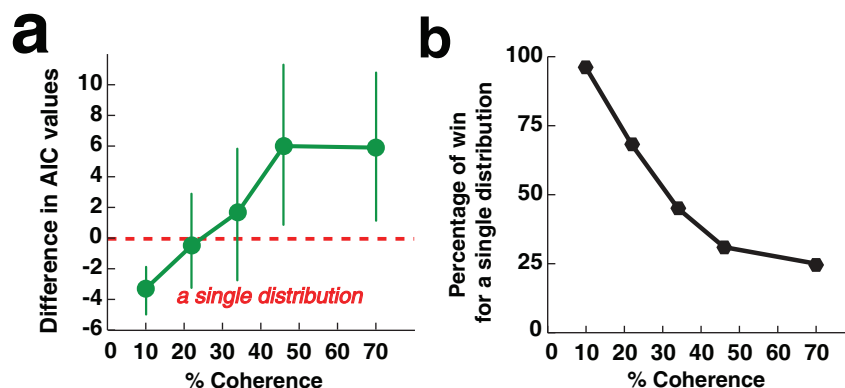 a
b
Difference in AIC values
10
8
6
4
2
0
-2
-4
-6
a single distribution
0 10 20 30 40 50 60 70
% Coherence
Percentage of win
for a single distribution
100
75
50
25
0
0 10 20 30 40 50 60 70
% Coherence